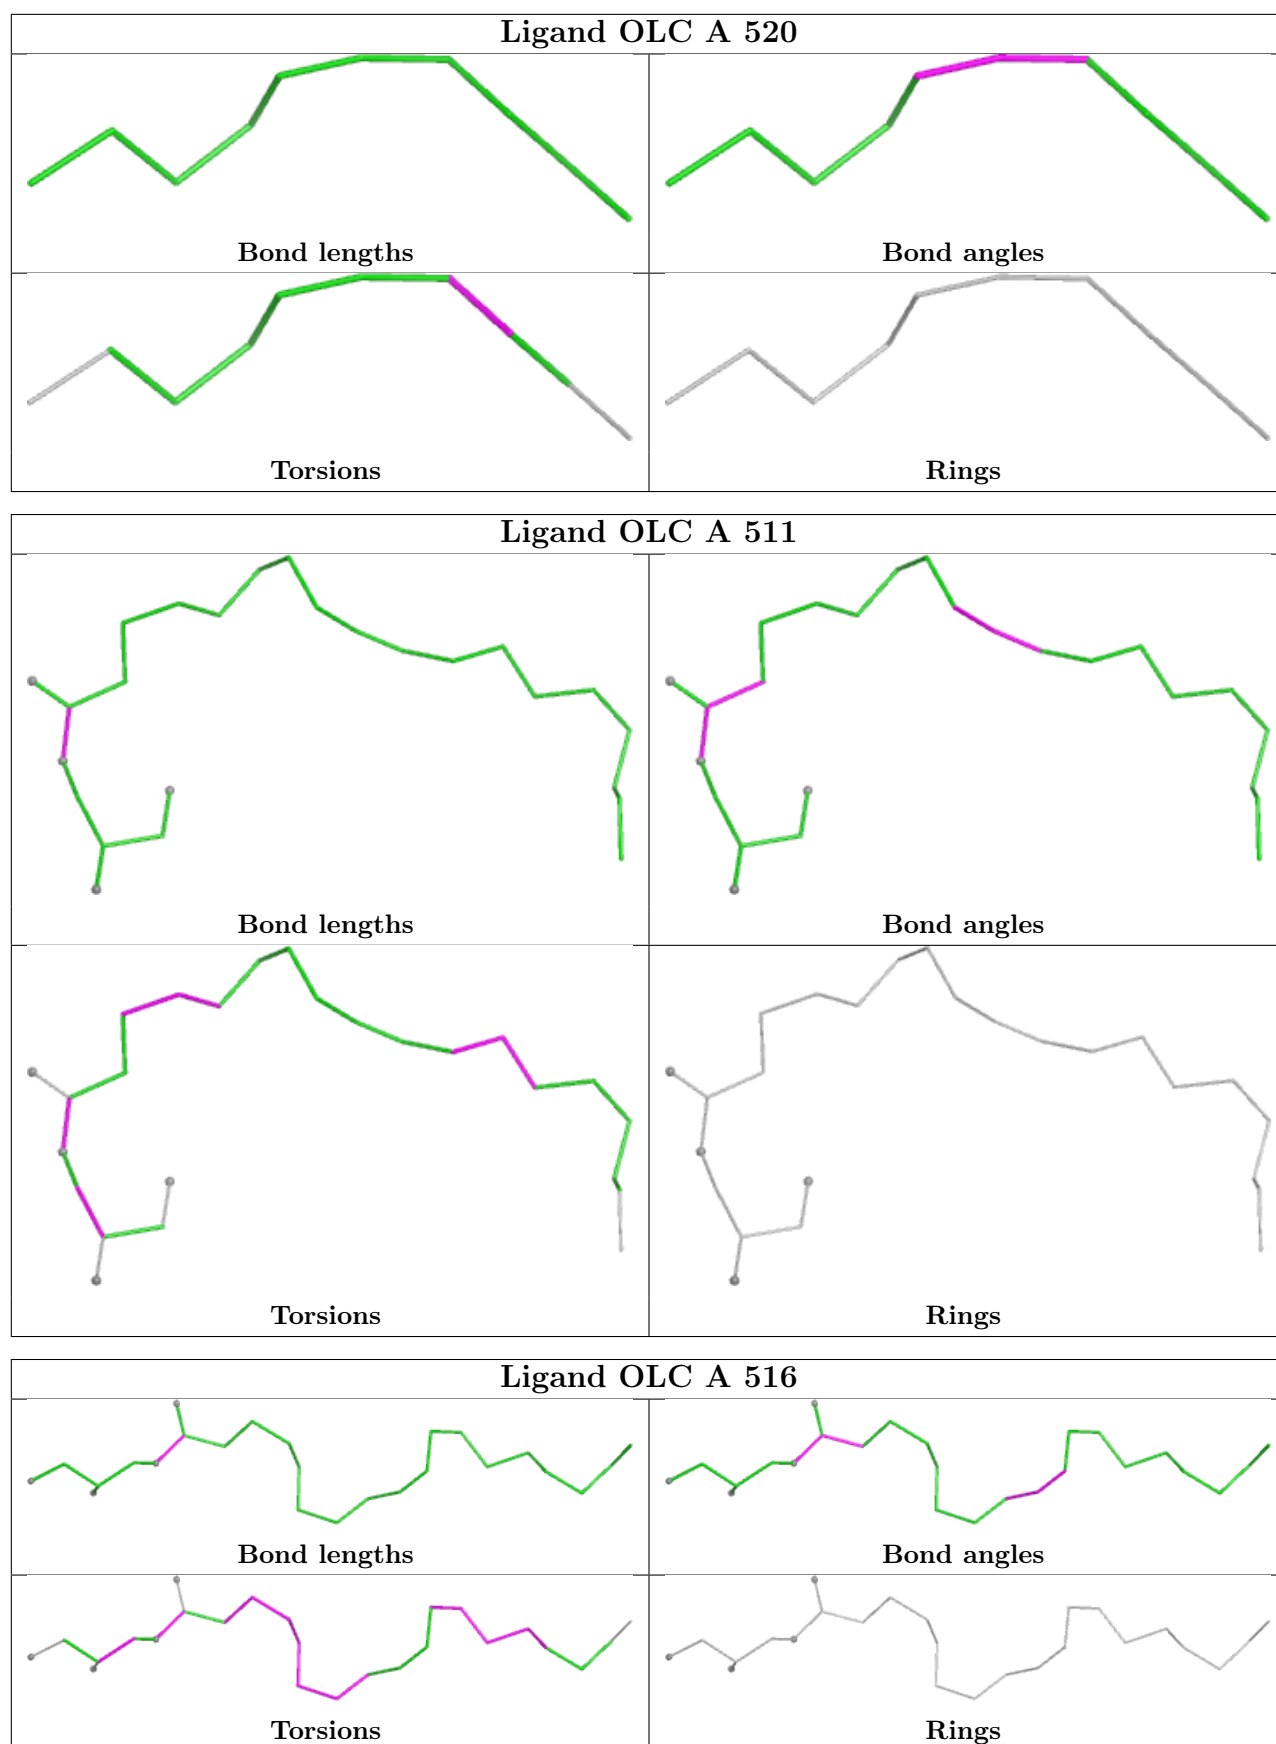 Ligand OLC A 520
Bond lengths
Bond angles
Torsions
Rings
Ligand OLC A 511
Bond lengths
Bond angles
Torsions
Rings
Ligand OLC A 516
Bond lengths
Bond angles
Torsions
Rings